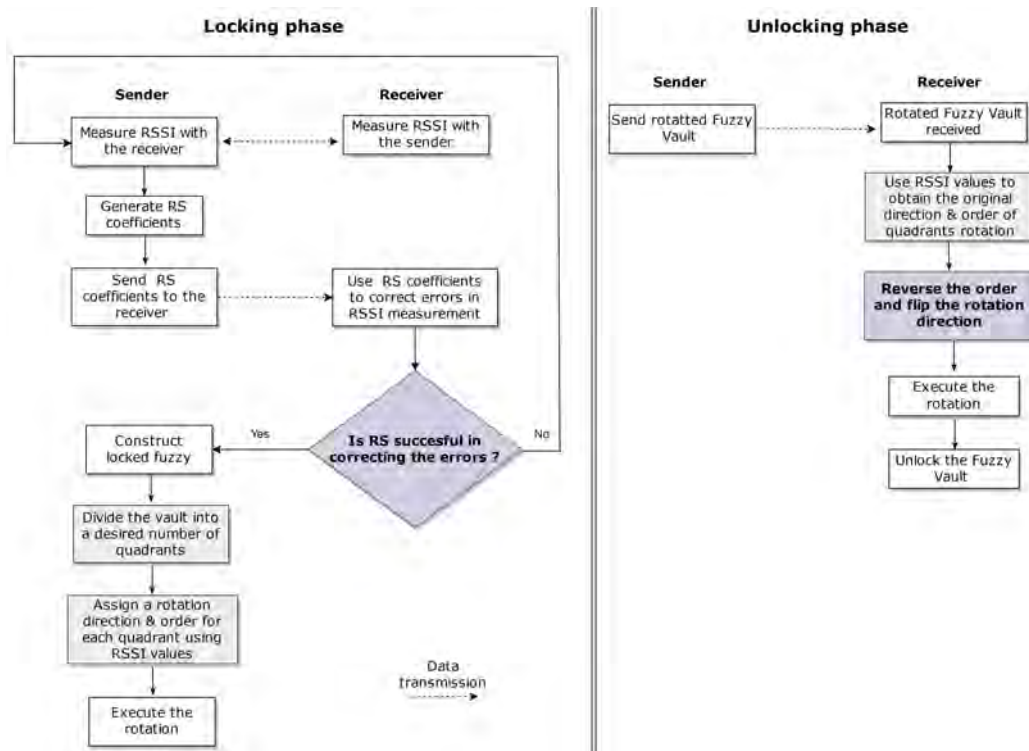 Locking phase
Sender
Receiver
Measure RSSI with
the receiver
Measure RSSI with
the sender
Generate RS
coefficients
Send RS
coefficients to the
receiver
Use RS coefficients
to correct errors in
RSSI measurement
Is RS succesful in
correcting the errors ?
Yes
No
Construct
locked fuzzy
Divide the vault into
a desired number of
quadrants
Assign a rotation
direction & order for
each quadrant using
RSSI values
Execute the
rotation
Data
transmission
Unlocking phase
Sender
Receiver
Send rotatted Fuzzy
Vault
Rotated Fuzzy Vault
received
Use RSSI values to
obtain the original
direction & order of
quadrants rotation
Reverse the order
and flip the rotation
direction
Execute the
rotation
Unlock the Fuzzy
Vault